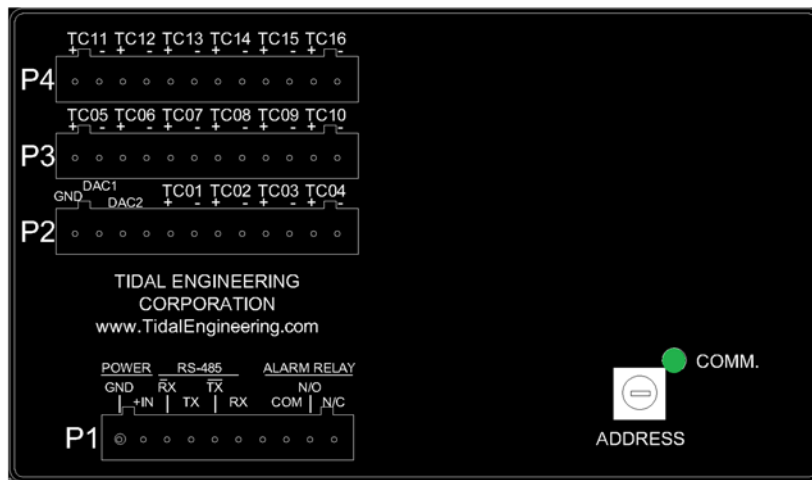 TC11 TC12 TC13 TC14 TC15 TC16
+ - + - + - + - + - + -
P4
TC05 TC06 TC07 TC08 TC09 TC10
+ - + - + - + - + - + -
P3
GND DAC1 DAC2 TC01 TC02 TC03 TC04
+ - + - + - + -
P2
TIDAL ENGINEERING
CORPORATION
www.TidalEngineering.com
POWER RS-485 ALARM RELAY
GND R̅X T̅X̅ N/O
+IN TX RX COM N/C
P1
COMM.
ADDRESS